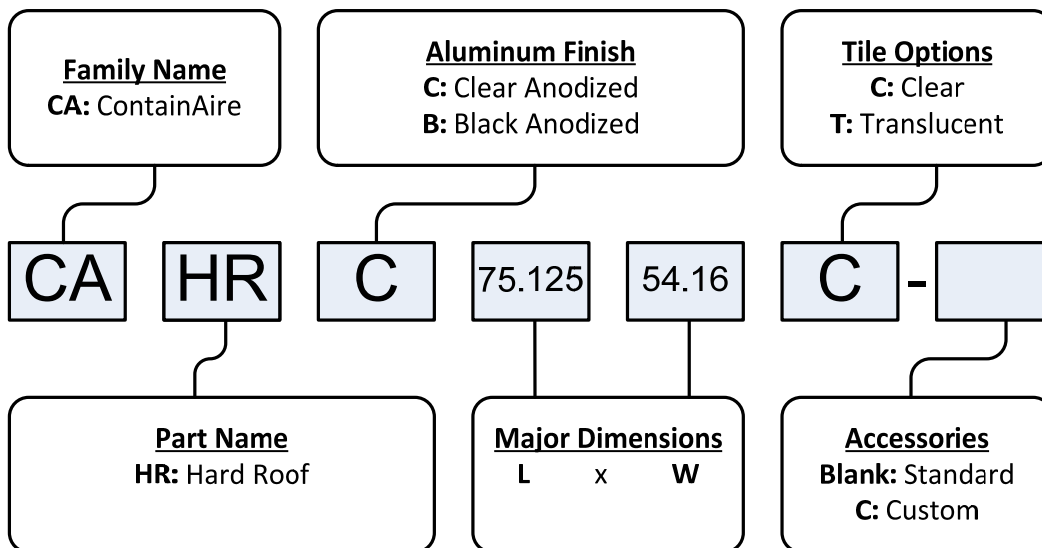 Family Name
CA: ContainAire
Aluminum Finish
C: Clear Anodized
B: Black Anodized
Tile Options
C: Clear
T: Translucent
CA HR C 75.125 54.16 C -
Part Name
HR: Hard Roof
Major Dimensions
L x W
Accessories
Blank: Standard
C: Custom